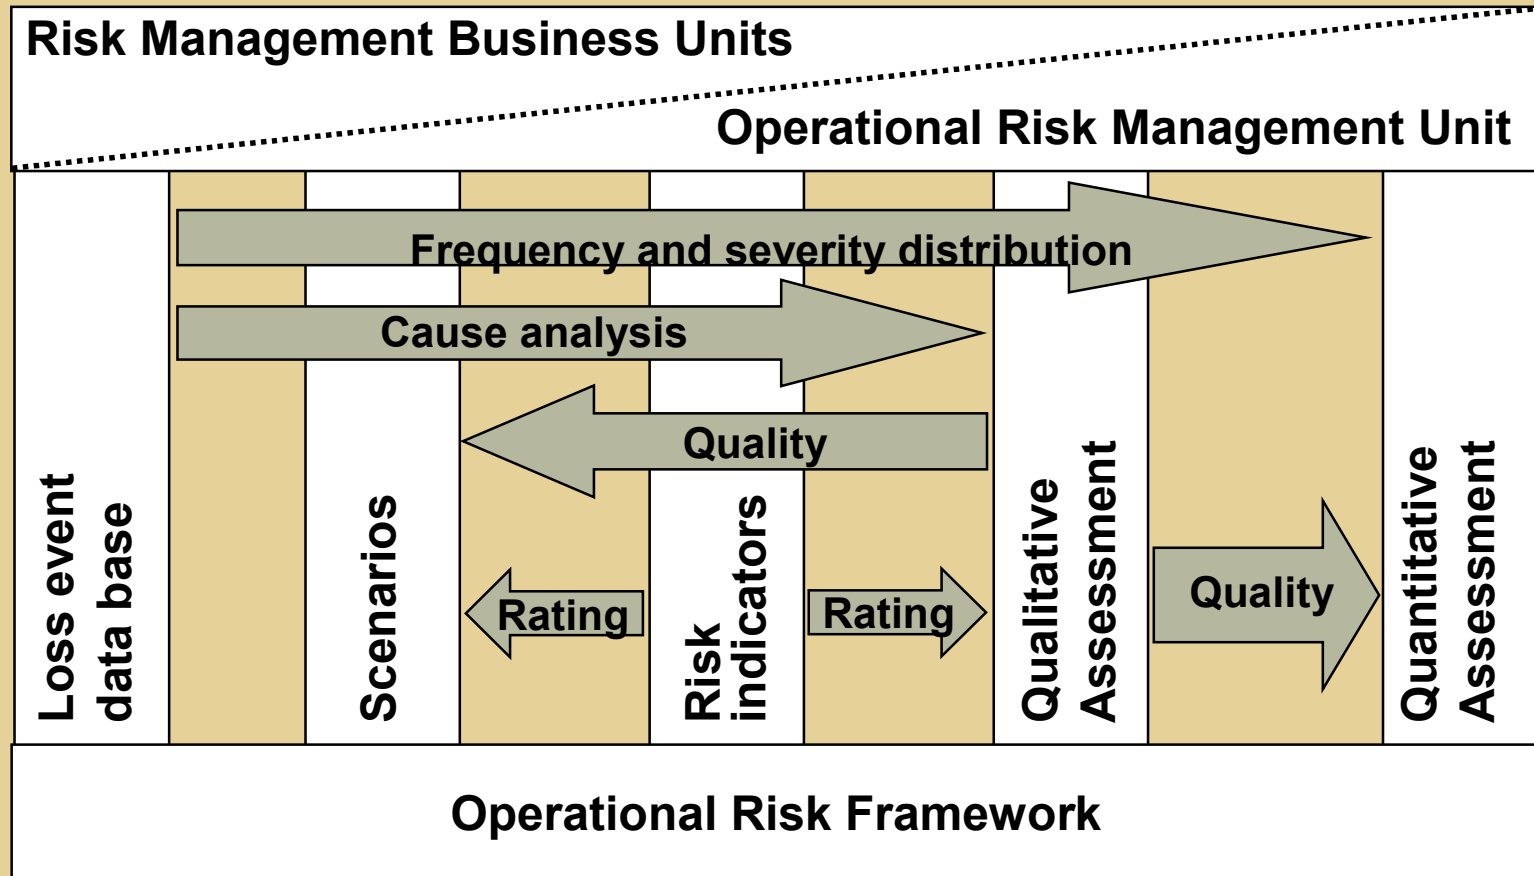 Risk Management Business Units
Operational Risk Management Unit
Frequency and severity distribution
Cause analysis
Quality
Rating
Rating
Quality
Loss event
data base
Scenarios
Risk
indicators
Qualitative
Assessment
Quantitative
Assessment
Operational Risk Framework